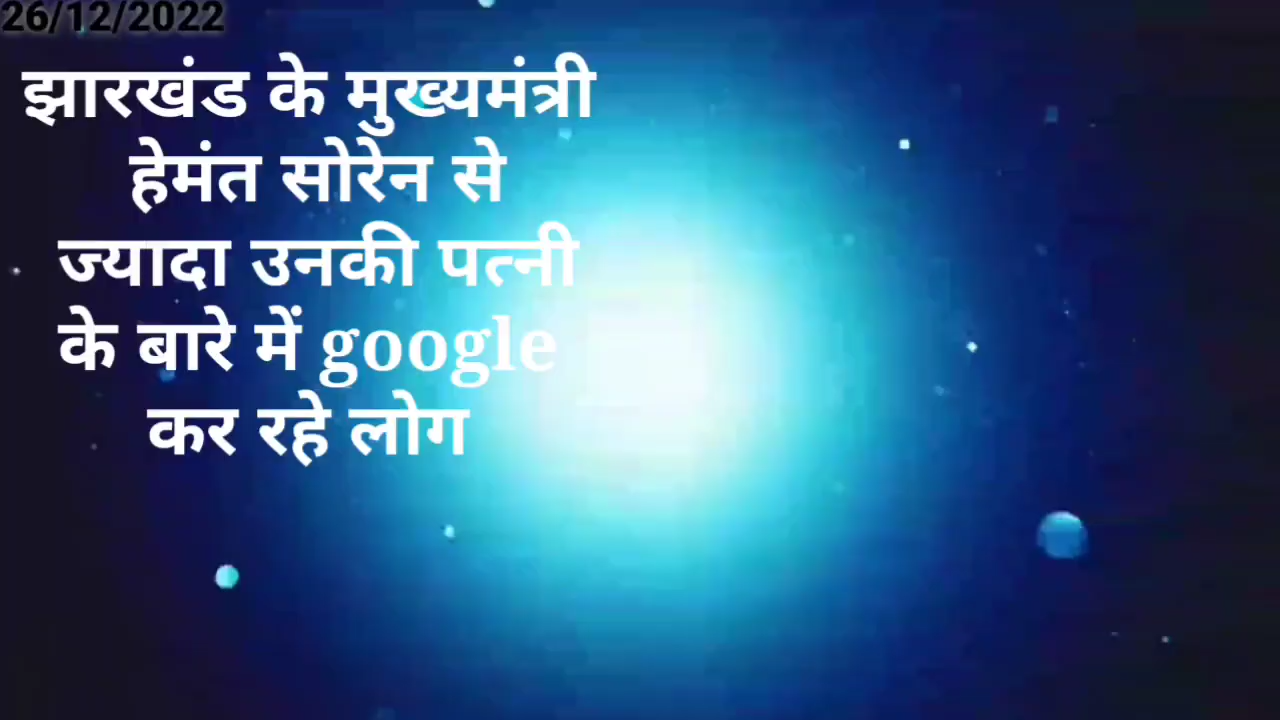 26/12/2022
झारखंड के मुख्यमंत्री
हेमंत सोरेन से
ज्यादा उनकी पत्नी
के बारे में google
कर रहे लोग